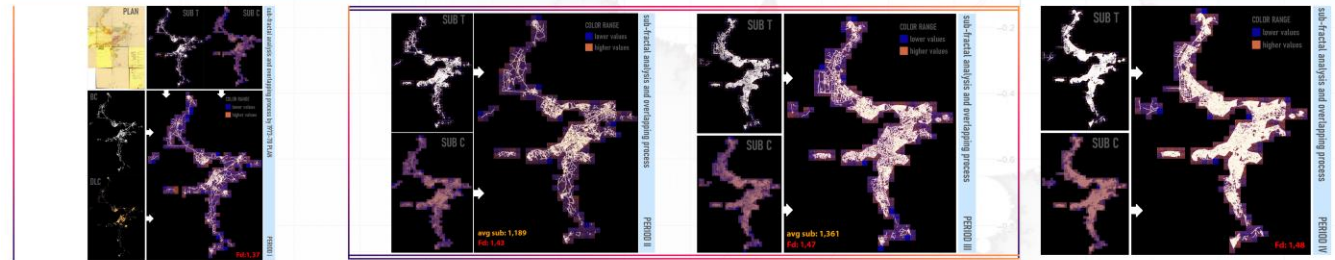 PLAN
SUB T
SUB C
UC
DLC
COLOR RANGE
lower values
higher values
Fd:1,37
sub-fractal analysis and overlapping process by 1972-78 PLAN
PERIOD I
SUB T
SUB C
COLOR RANGE
lower values
higher values
avg sub: 1,189
Fd: 1,43
sub-fractal analysis and overlapping process
PERIOD II
SUB T
SUB C
COLOR RANGE
lower values
higher values
avg sub: 1,361
Fd: 1,47
sub-fractal analysis and overlapping process
PERIOD III
SUB T
SUB C
COLOR RANGE
lower values
higher values
Fd: 1,48
sub-fractal analysis and overlapping process
PERIOD IV